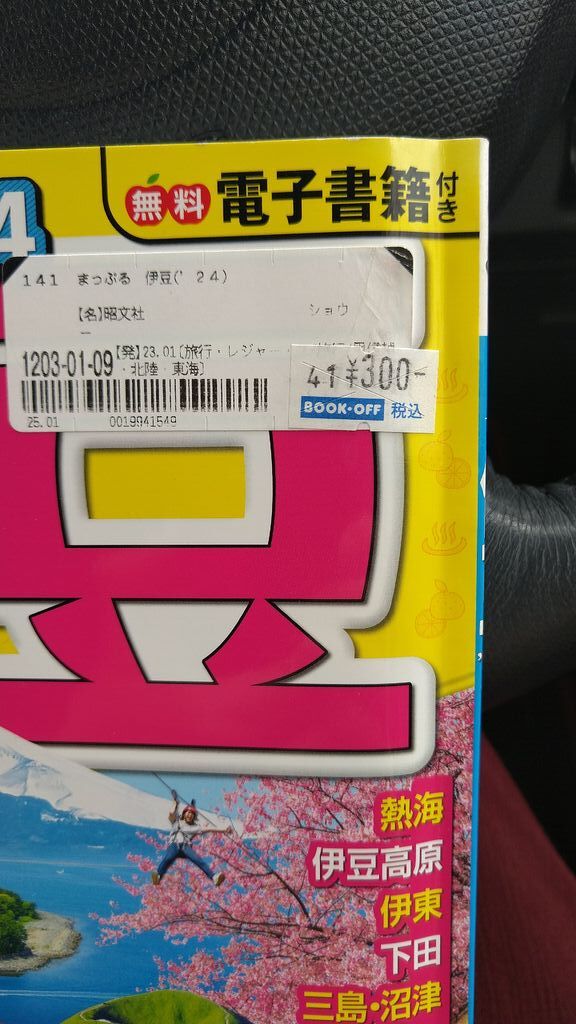 4
無料 電子書籍付き
141 まっぷる 伊豆('24)
【名】昭文社 ショウ
1203-01-09
【発】23.01〔旅行・レジャー
・北陸・東海〕
25.01 0019941549
41 ¥300-
BOOK・OFF 税込
豆
熱海
伊豆高原
伊東
下田
三島・沼津